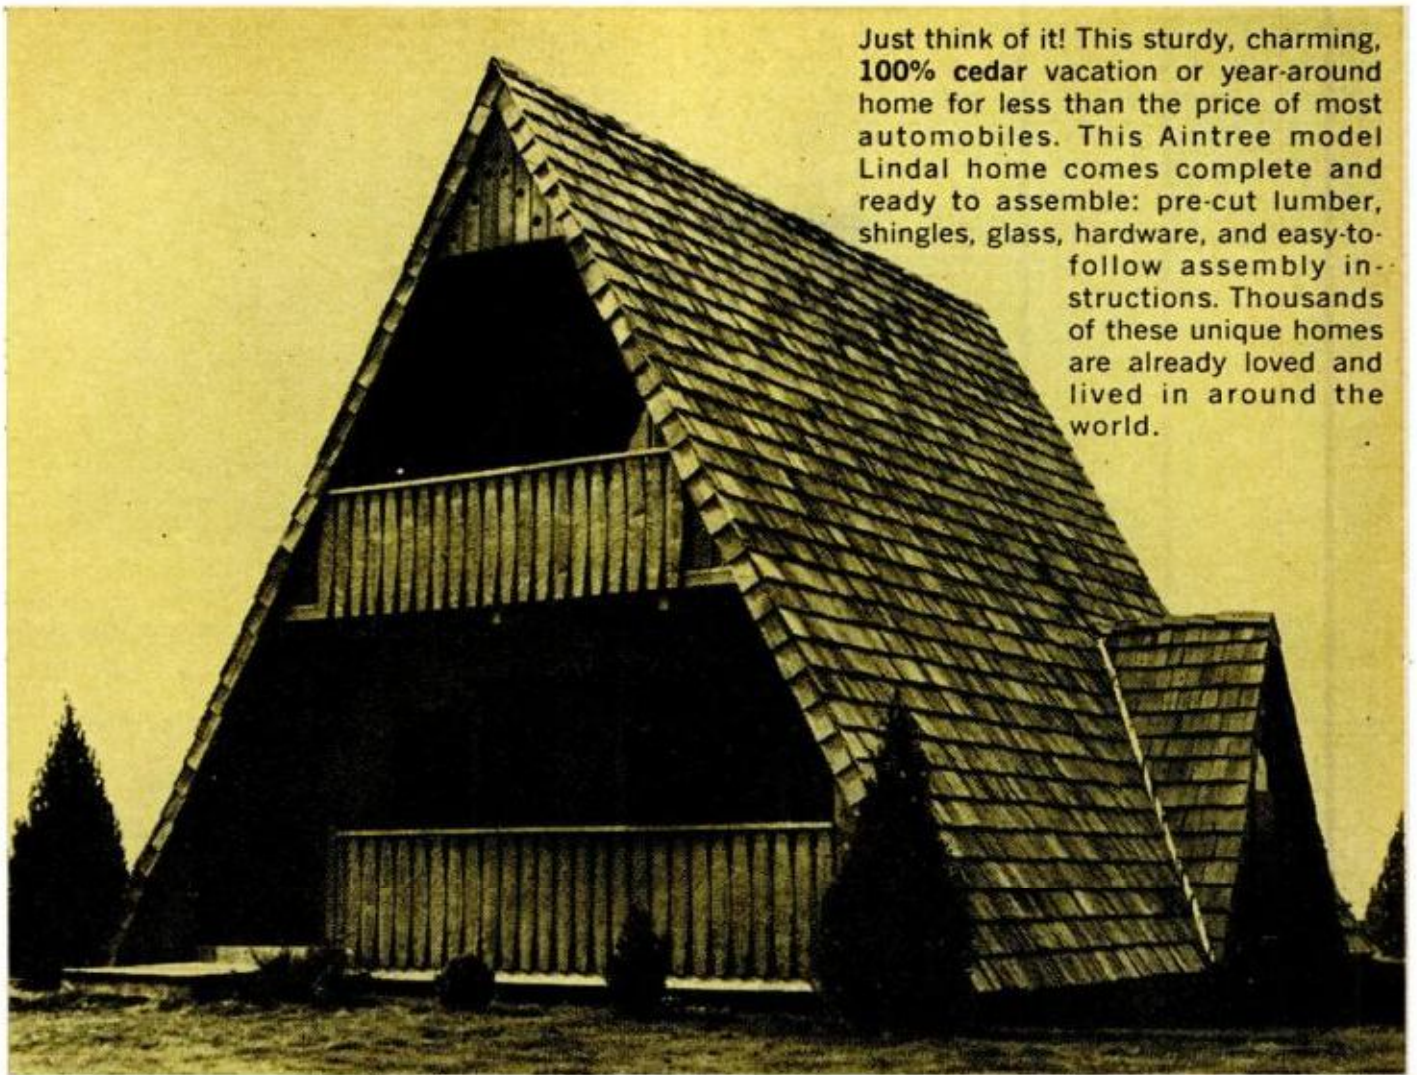 Just think of it! This sturdy, charming,
100% cedar vacation or year-around
home for less than the price of most
automobiles. This Aintree model
Lindal home comes complete and
ready to assemble: pre-cut lumber,
shingles, glass, hardware, and easy-to-
follow assembly in-
structions. Thousands
of these unique homes
are already loved and
lived in around the
world.